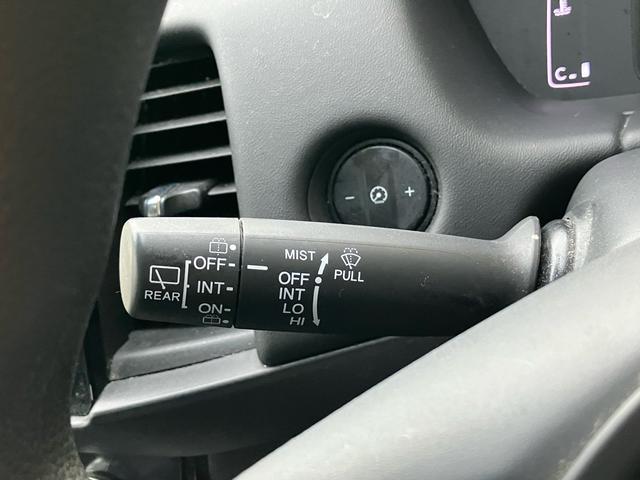 C
- +
REAR
OFF
INT
ON
MIST
OFF
INT
LO
HI
PULL